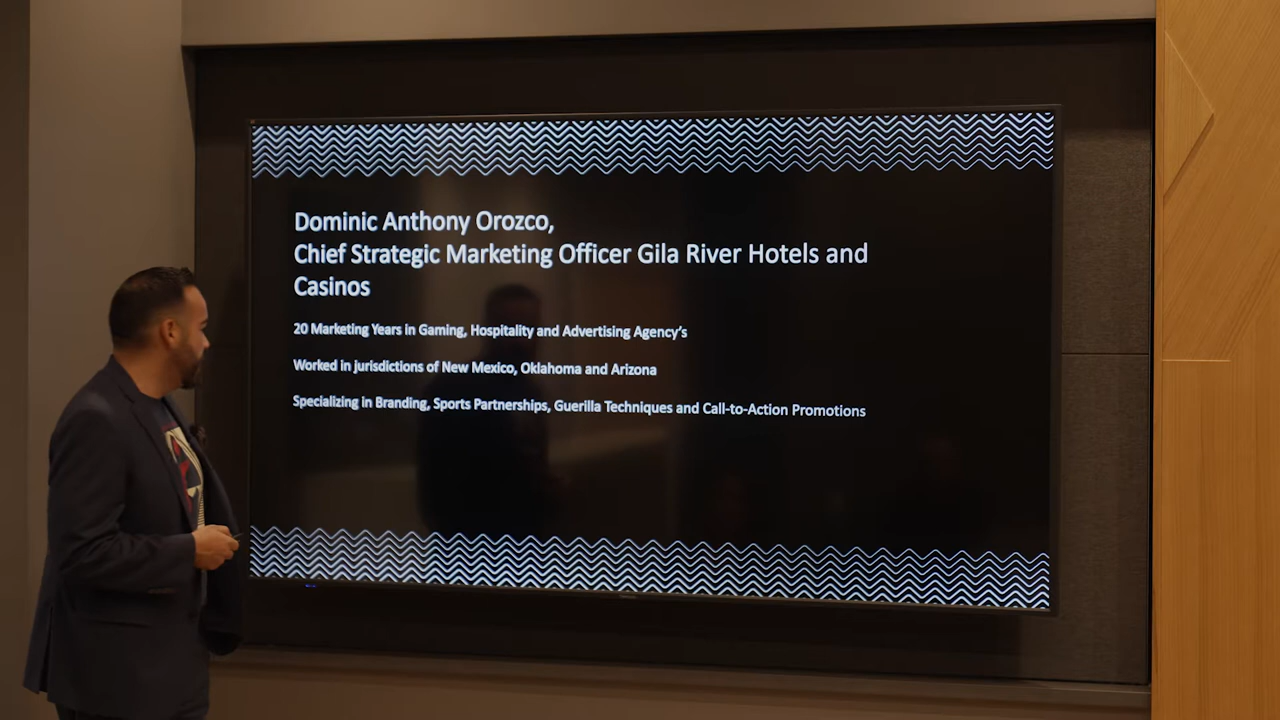 Dominic Anthony Orozco,
Chief Strategic Marketing Officer Gila River Hotels and
Casinos
20 Marketing Years in Gaming, Hospitality and Advertising Agency's
Worked in jurisdictions of New Mexico, Oklahoma and Arizona
Specializing in Branding, Sports Partnerships, Guerilla Techniques and Call-to-Action Promotions